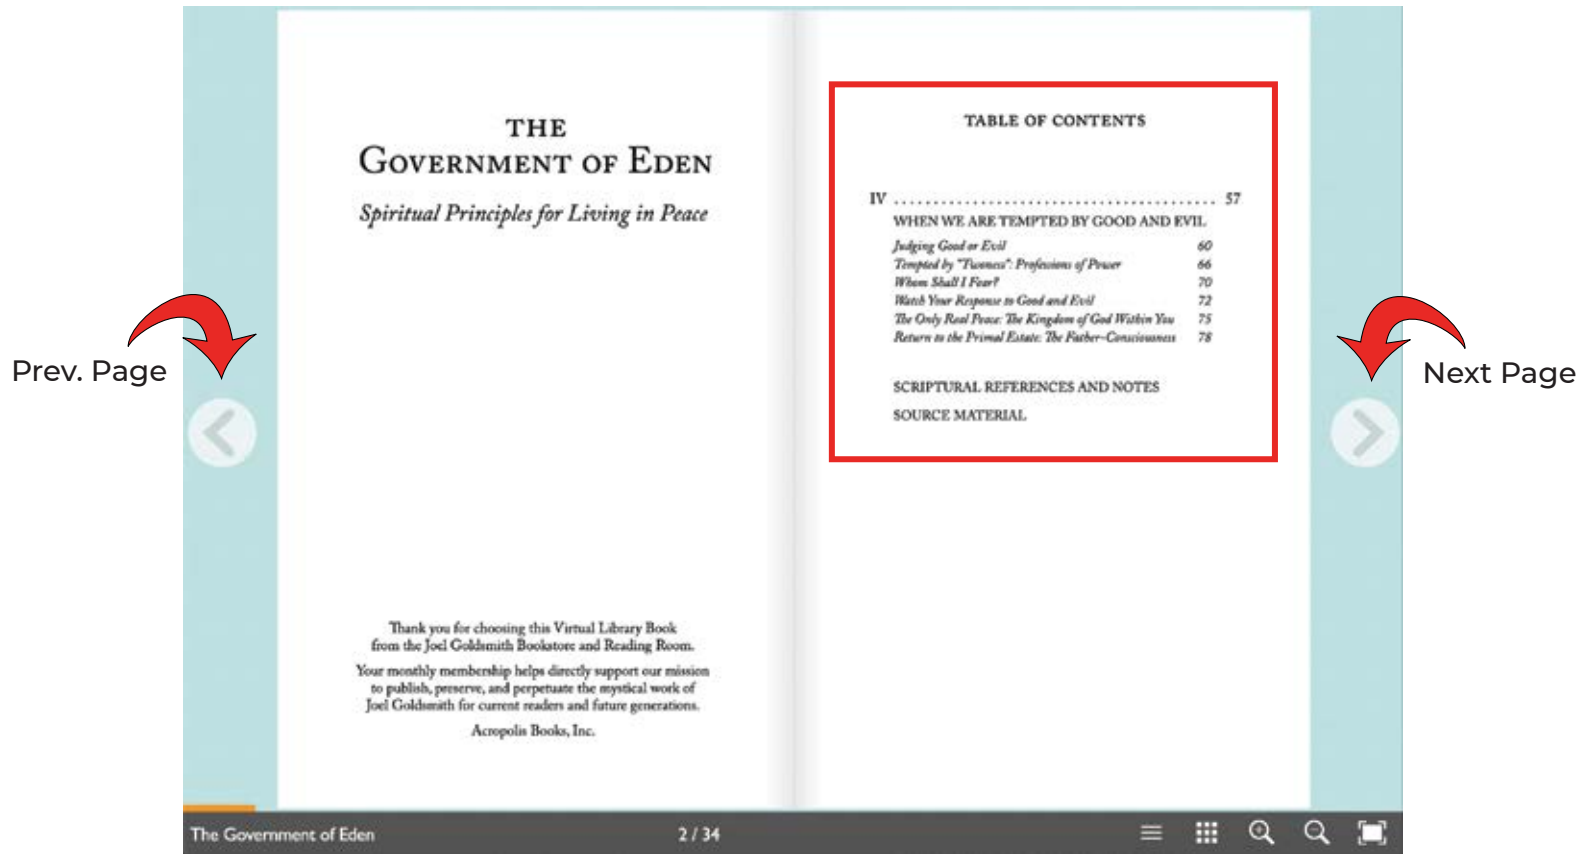 THE
GOVERNMENT OF EDEN
Spiritual Principles for Living in Peace
Thank you for choosing this Virtual Library Book
from the Joel Goldsmith Bookstore and Reading Room.
Your monthly membership helps directly support our mission
to publish, preserve, and perpetuate the mystical work of
Joel Goldsmith for current readers and future generations.
Acropolis Books, Inc.
TABLE OF CONTENTS
IV ........................................ 57
WHEN WE ARE TEMPTED BY GOOD AND EVIL
Judging Good or Evil 60
Tempted by "Twoness": Professions of Power 66
Whom Shall I Fear? 70
Watch Your Response to Good and Evil 72
The Only Real Peace: The Kingdom of God Within You 75
Return to the Primal Estate: The Father-Consciousness 78
SCRIPTURAL REFERENCES AND NOTES
SOURCE MATERIAL
Prev. Page
Next Page
The Government of Eden
2 / 34